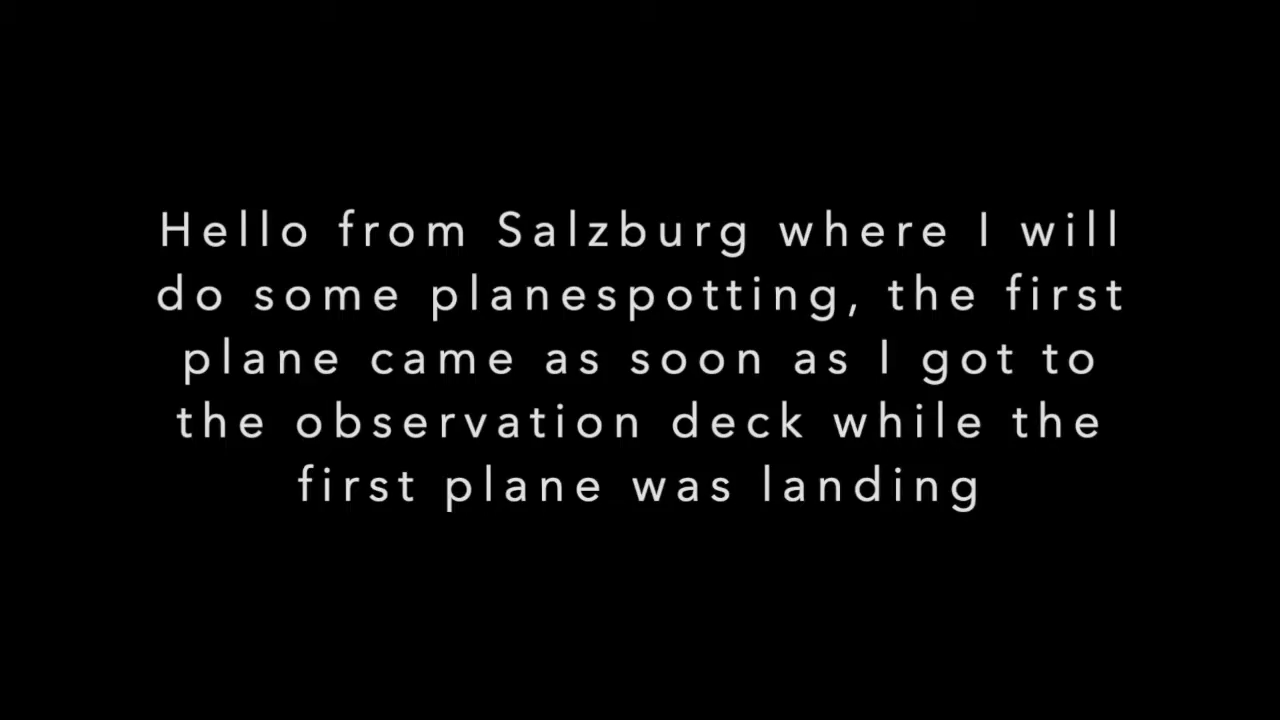 Hello from Salzburg where I will
do some planespotting, the first
plane came as soon as I got to
the observation deck while the
first plane was landing